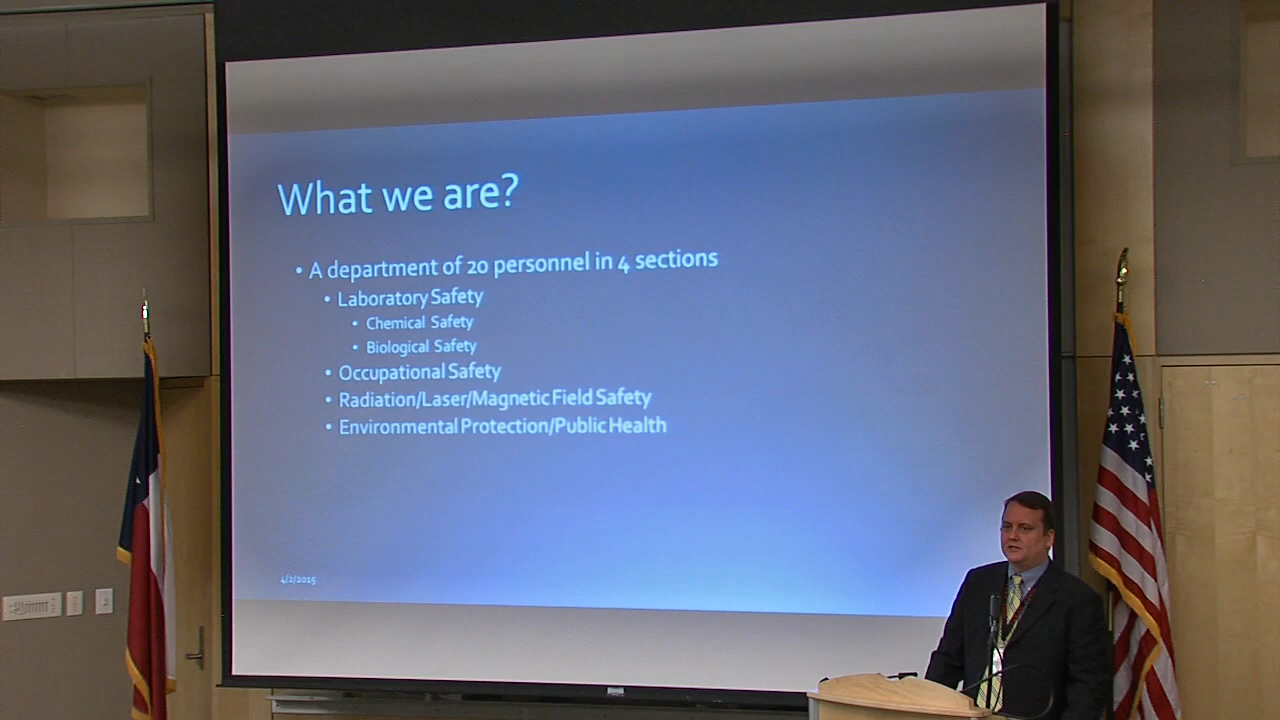 What we are?
• A department of 20 personnel in 4 sections
• Laboratory Safety
• Chemical Safety
• Biological Safety
• Occupational Safety
• Radiation/Laser/Magnetic Field Safety
• Environmental Protection/Public Health
4/2/2015